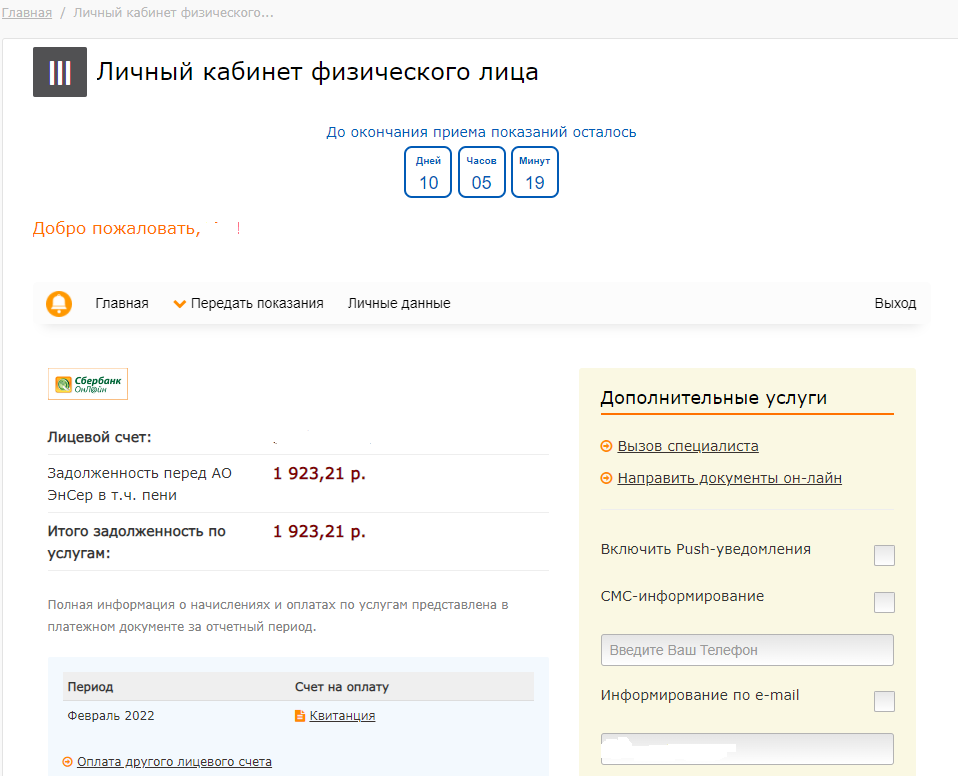 Главная / Личный кабинет физического...
Личный кабинет физического лица
До окончания приема показаний осталось
Дней Часов Минут
10 05 19
Добро пожаловать, !
Главная Передать показания Личные данные Выход
Сбербанк
ОнЛ@йн
Лицевой счет:
Задолженность перед АО 1 923,21 р.
ЭнСер в т.ч. пени
Итого задолженность по 1 923,21 р.
услугам:
Полная информация о начислениях и оплатах по услугам представлена в
платежном документе за отчетный период.
Период Счет на оплату
Февраль 2022 Квитанция
Оплата другого лицевого счета
Дополнительные услуги
Вызов специалиста
Направить документы он-лайн
Включить Push-уведомления
СМС-информирование
Введите Ваш Телефон
Информирование по e-mail